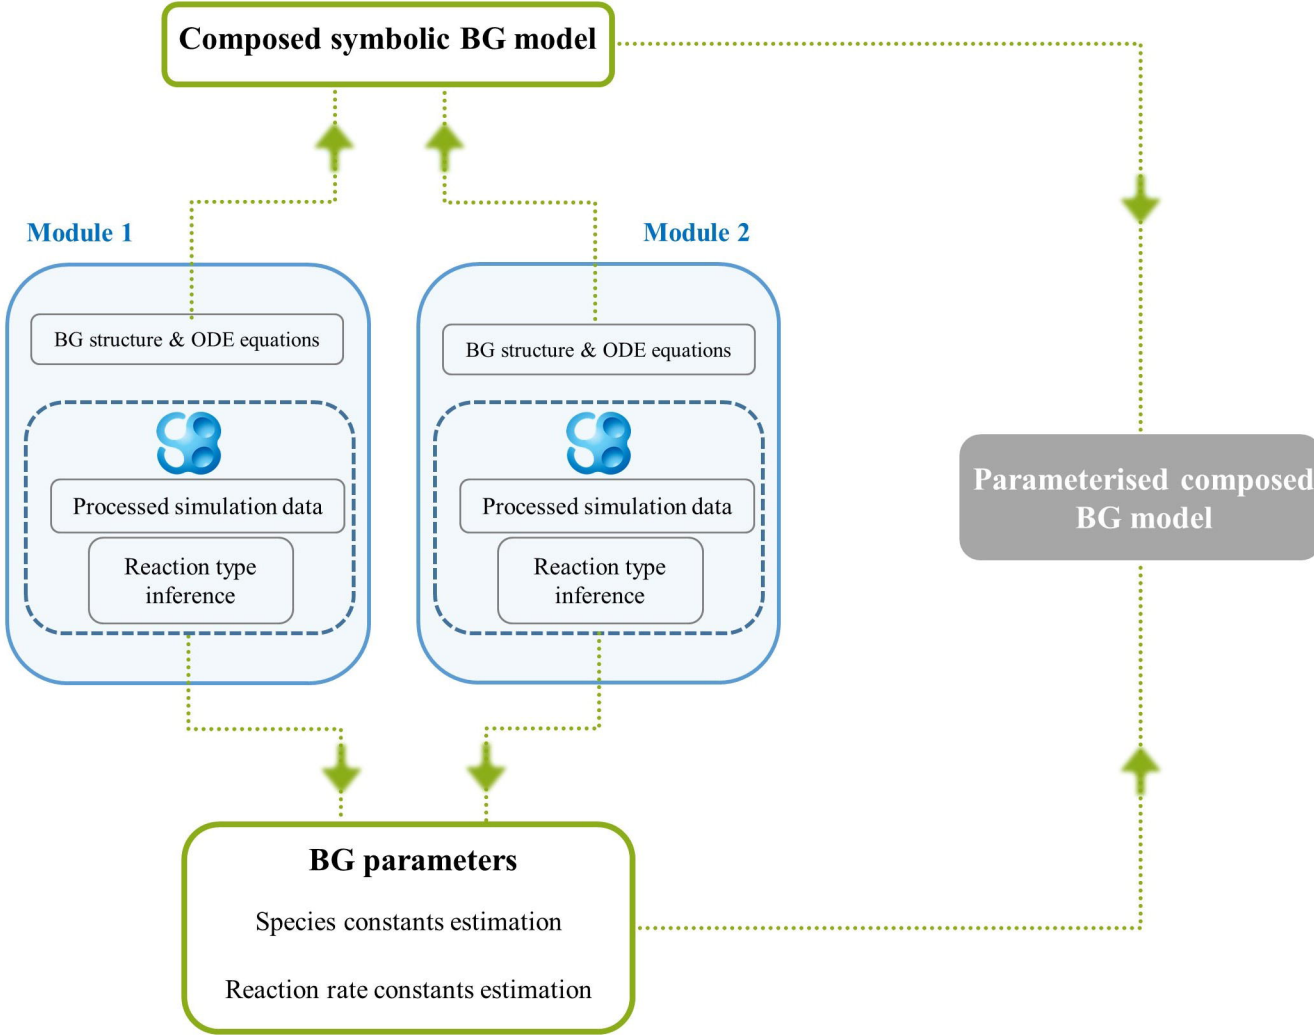 Composed symbolic BG model
Module 1
Module 2
BG structure & ODE equations
BG structure & ODE equations
Processed simulation data
Processed simulation data
Reaction type
inference
Reaction type
inference
Parameterised composed
BG model
BG parameters
Species constants estimation
Reaction rate constants estimation